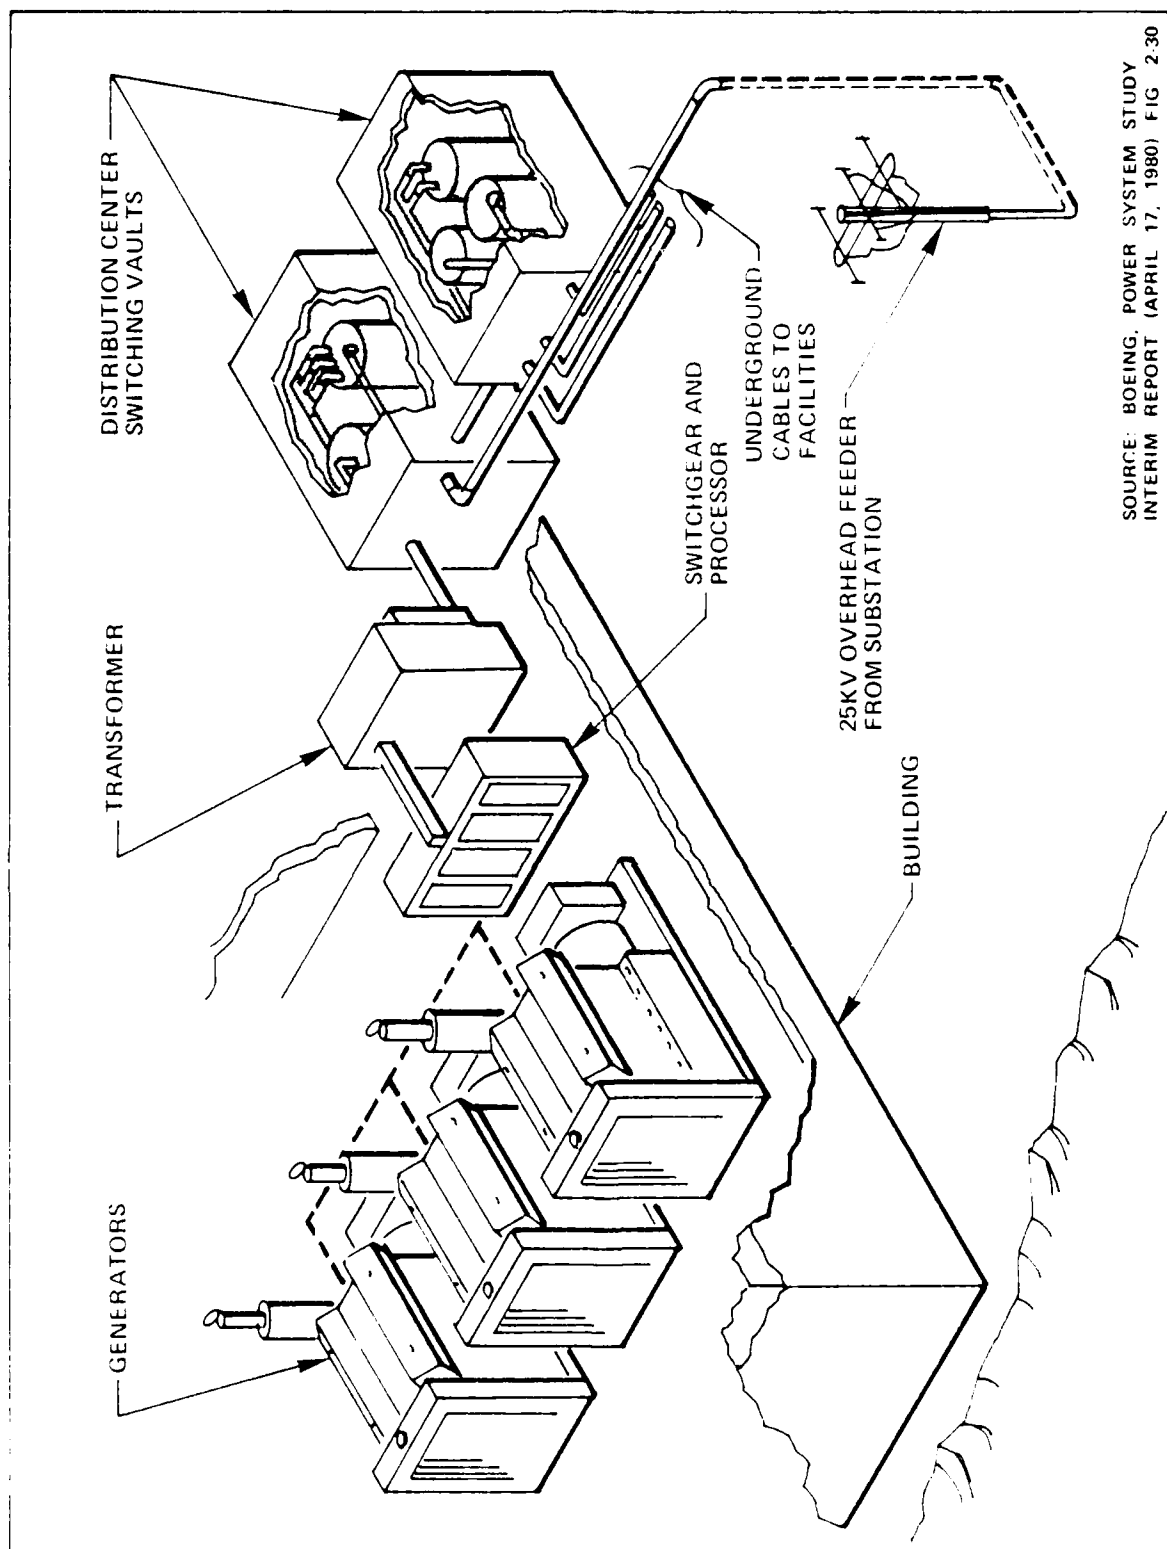 DISTRIBUTION CENTER
SWITCHING VAULTS
TRANSFORMER
GENERATORS
SWITCHGEAR AND
PROCESSOR
UNDERGROUND
CABLES TO
FACILITIES
25KV OVERHEAD FEEDER
FROM SUBSTATION
BUILDING
SOURCE: BOEING, POWER SYSTEM STUDY
INTERIM REPORT (APRIL 17, 1980) FIG 2-30